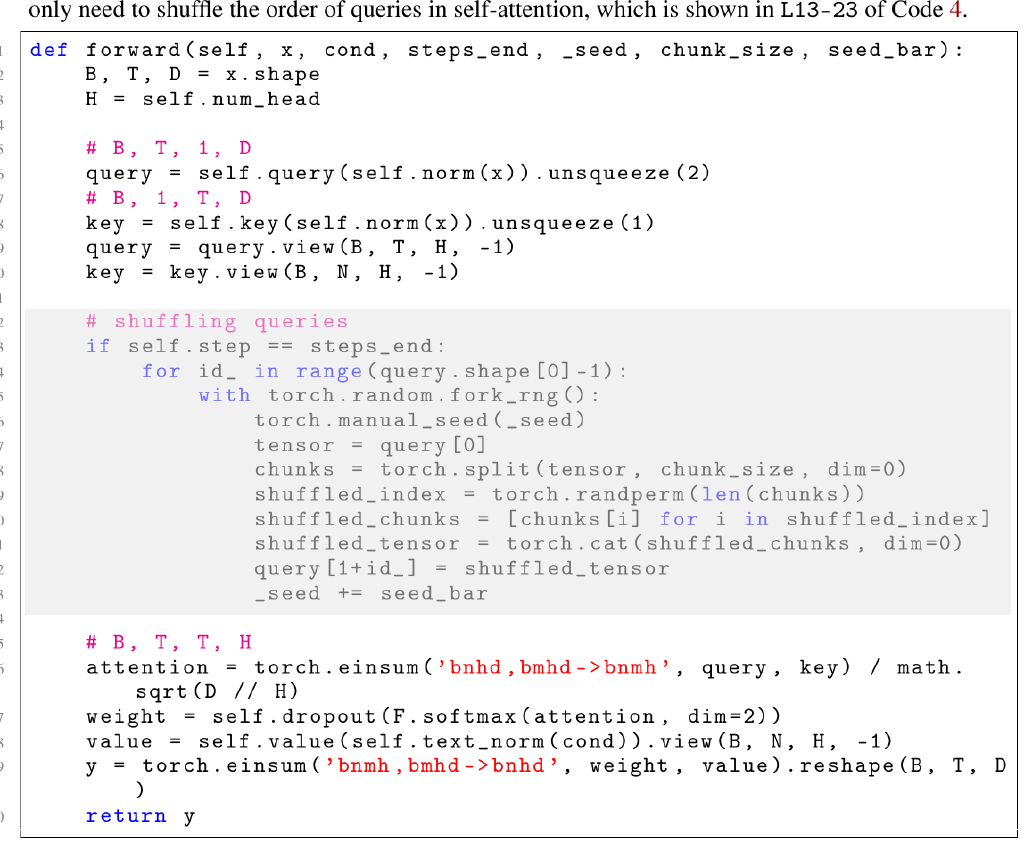 only need to shuffle the order of queries in self-attention, which is shown in L13-23 of Code 4.
def forward(self, x, cond, steps_end, _seed, chunk_size, seed_bar):
    B, T, D = x.shape
    H = self.num_head
    # B, T, 1, D
    query = self.query(self.norm(x)).unsqueeze(2)
    # B, 1, T, D
    key = self.key(self.norm(x)).unsqueeze(1)
    query = query.view(B, T, H, -1)
    key = key.view(B, N, H, -1)
    # shuffling queries
    if self.step == steps_end:
        for id_ in range(query.shape[0]-1):
            with torch.random.fork_rng():
                torch.manual_seed(_seed)
                tensor = query[0]
                chunks = torch.split(tensor, chunk_size, dim=0)
                shuffled_index = torch.randperm(len(chunks))
                shuffled_chunks = [chunks[i] for i in shuffled_index]
                shuffled_tensor = torch.cat(shuffled_chunks, dim=0)
                query[1+id_] = shuffled_tensor
                _seed += seed_bar
    # B, T, T, H
    attention = torch.einsum('bnhd,bmhd->bnmh', query, key) / math.
        sqrt(D // H)
    weight = self.dropout(F.softmax(attention, dim=2))
    value = self.value(self.text_norm(cond)).view(B, N, H, -1)
    y = torch.einsum('bnmh,bmhd->bnhd', weight, value).reshape(B, T, D
        )
    return y